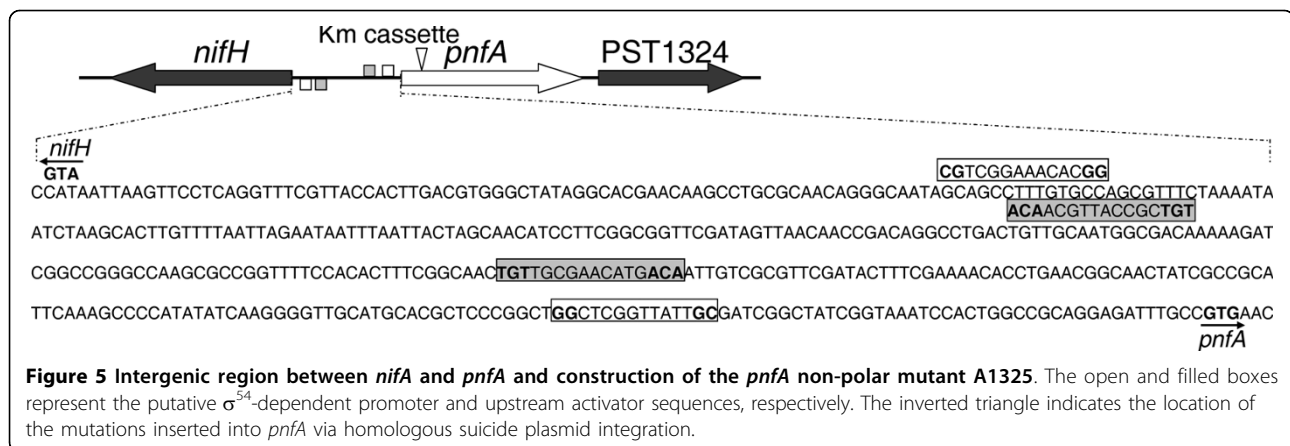 Km cassette
nifH pnfA PST1324
nifH
GTA
CGTCGGAAACACGG
CCATAATTAAGTTCCTCAGGTTTCGTTACCACTTGACGTGGGCTATAGGCACGAACAAGCCTGCGCAACAGGGCAATAGCAGCCTTTGTGCCAGCGTTTCTAAAATA
ACAACGTTACCGCTGT
ATCTAAGCACTTGTTTTAATTAGAATAATTTAATTACTAGCAACATCCTTCGGCGGTTCGATAGTTAACAACCGACAGGCCTGACTGTTGCAATGGCGACAAAAAGAT
CGGCCGGGCCAAGCGCCGGTTTTCCACACTTTCGGCAACTGTTGCGAACATGACAATTGTCGCGTTCGATACTTTCGAAAACACCTGAACGGCAACTATCGCCGCA
TTCAAAGCCCCATATATCAAGGGGTTGCATGCACGCTCCCGGCTGGCTCGGTTATTGCGATCGGCTATCGGTAAATCCACTGGCCGCAGGAGATTTGCCGTGAAC
pnfA
Figure 5 Intergenic region between nifA and pnfA and construction of the pnfA non-polar mutant A1325. The open and filled boxes
represent the putative σ54-dependent promoter and upstream activator sequences, respectively. The inverted triangle indicates the location of
the mutations inserted into pnfA via homologous suicide plasmid integration.